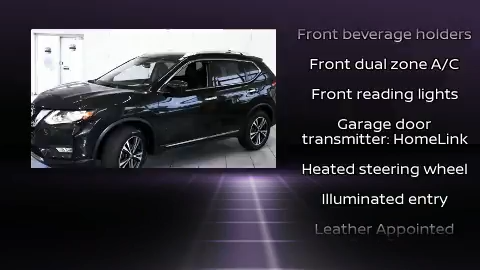 Front beverage holders
Front dual zone A/C
Front reading lights
Garage door
transmitter: HomeLink
Heated steering wheel
Illuminated entry
Leather Appointed